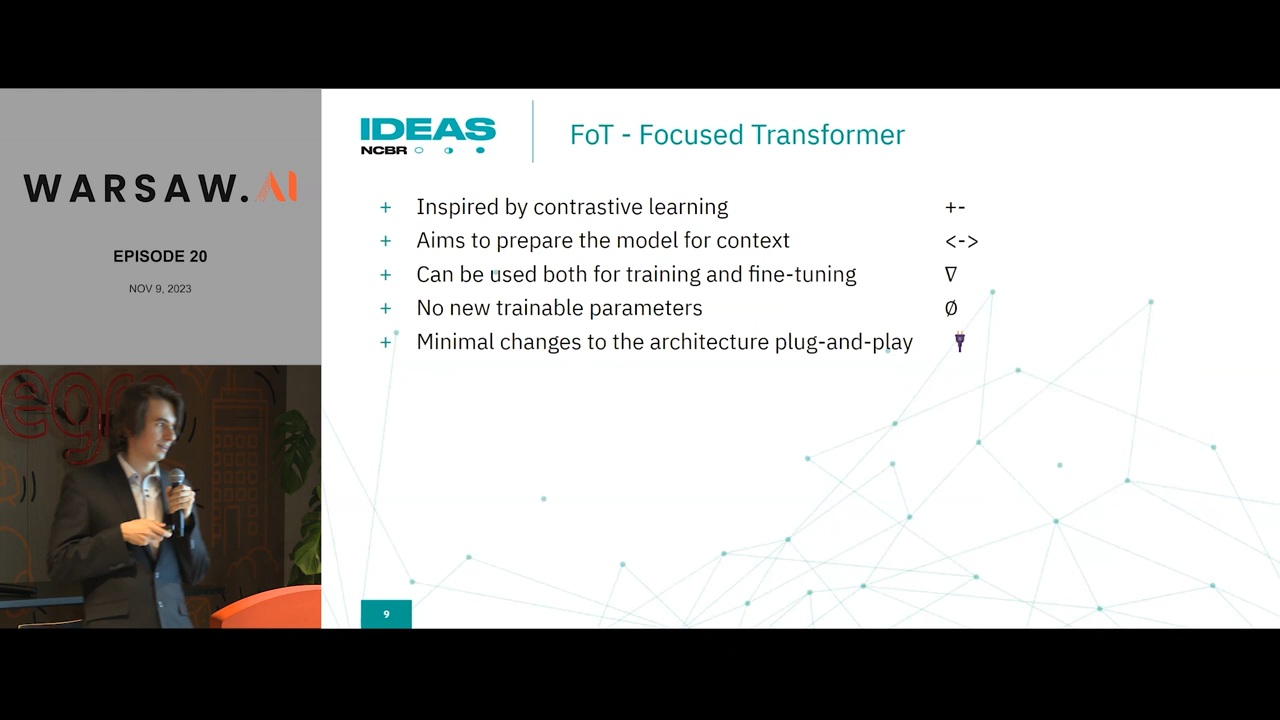 WARSAW.AI
EPISODE 20
NOV 9, 2023
egro
IDEAS
NCBR
FoT - Focused Transformer
+ Inspired by contrastive learning +-
+ Aims to prepare the model for context <->
+ Can be used both for training and fine-tuning ∇
+ No new trainable parameters Ø
+ Minimal changes to the architecture plug-and-play 🔌
9